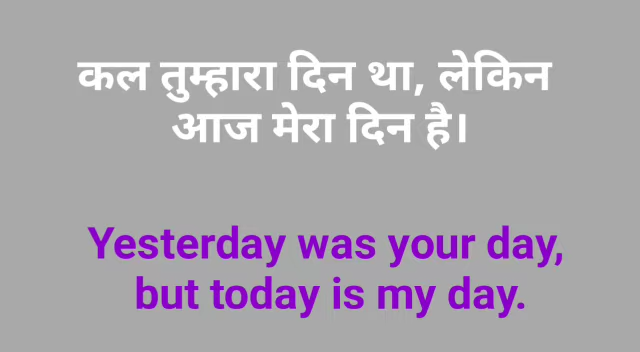 कल तुम्हारा दिन था, लेकिन
आज मेरा दिन है।
Yesterday was your day,
but today is my day.